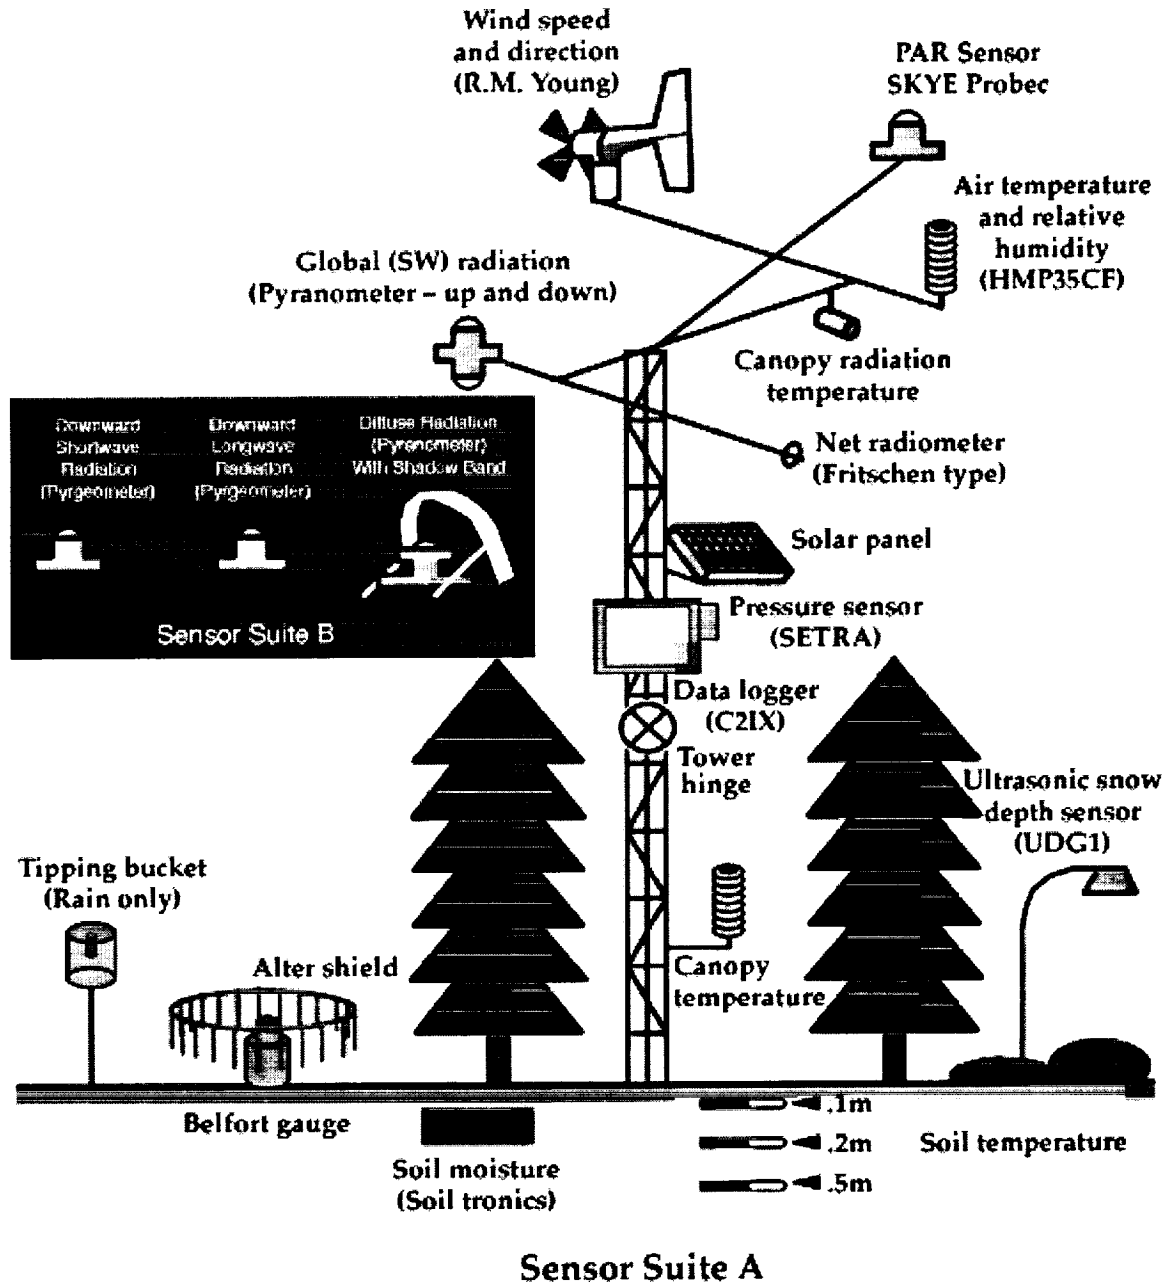 Wind speed
and direction
(R.M. Young)
PAR Sensor
SKYE Probec
Air temperature
and relative
humidity
(HMP35CF)
Global (SW) radiation
(Pyranometer – up and down)
Canopy radiation
temperature
Net radiometer
(Fritschen type)
Downward
Shortwave
Radiation
(Pyrgeometer)
Downward
Longwave
Radiation
(Pyrgeometer)
Diffuse Radiation
(Pyranometer)
With Shadow Band
Sensor Suite B
Solar panel
Pressure sensor
(SETRA)
Data logger
(C2IX)
Tower
hinge
Ultrasonic snow
depth sensor
(UDG1)
Tipping bucket
(Rain only)
Alter shield
Canopy
temperature
Belfort gauge
Soil moisture
(Soil tronics)
.1m
.2m
.5m
Soil temperature
Sensor Suite A